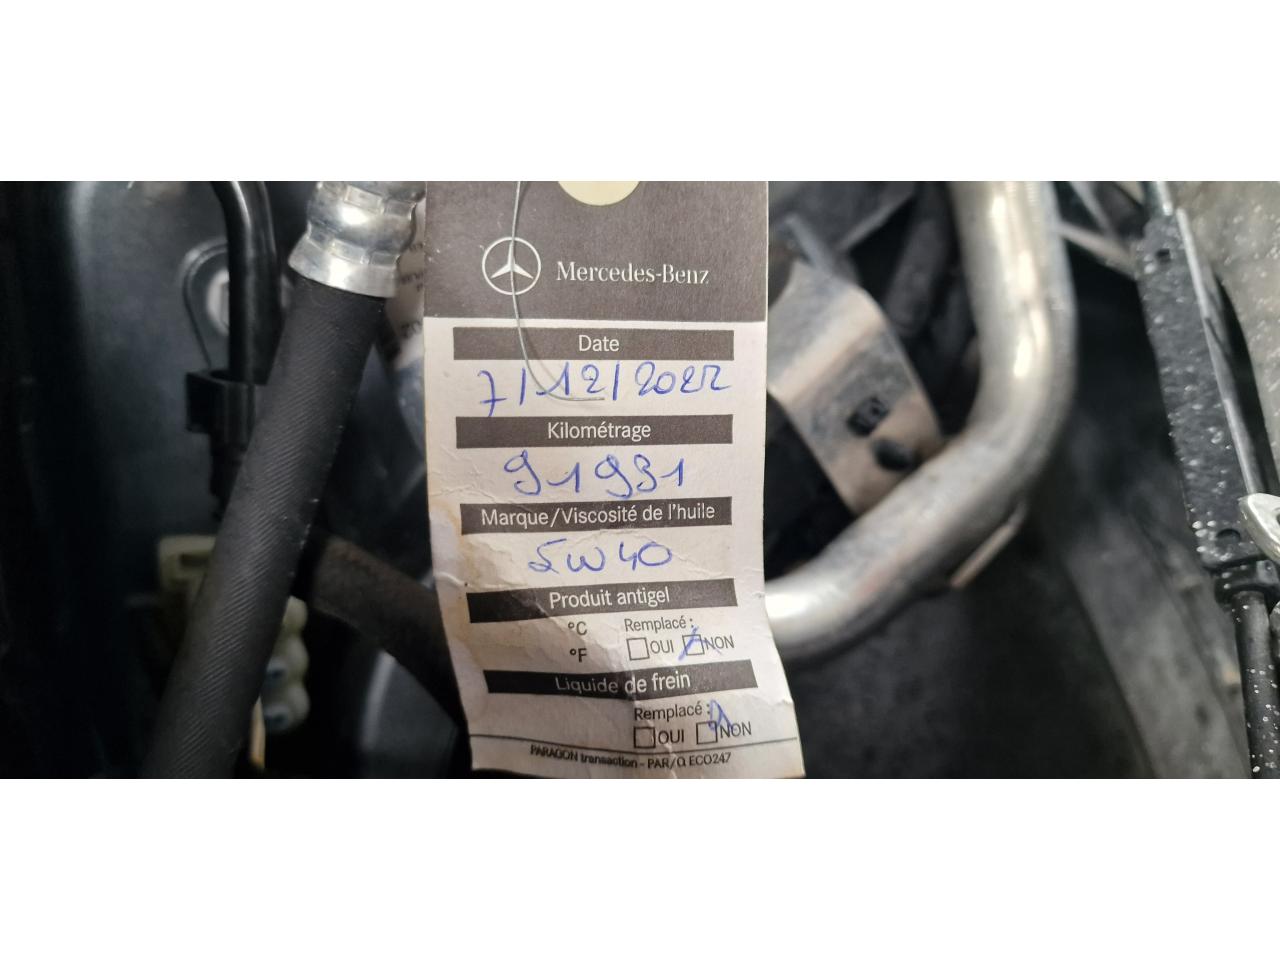 Mercedes-Benz
Date
7/12/2022
Kilométrage
91931
Marque/Viscosité de l'huile
5W40
Produit antigel
°C Remplacé :
°F OUI NON
Liquide de frein
Remplacé :
OUI NON
PARAGON transaction - PAR/Q ECO247